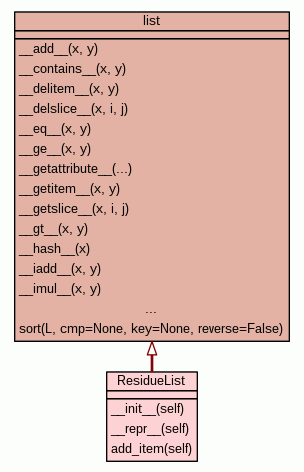 list
__add__(x, y)
__contains__(x, y)
__delitem__(x, y)
__delslice__(x, i, j)
__eq__(x, y)
__ge__(x, y)
__getattribute__(...)
__getitem__(x, y)
__getslice__(x, i, j)
__gt__(x, y)
__hash__(x)
__iadd__(x, y)
__imul__(x, y)
...
sort(L, cmp=None, key=None, reverse=False)
ResidueList
__init__(self)
__repr__(self)
add_item(self)